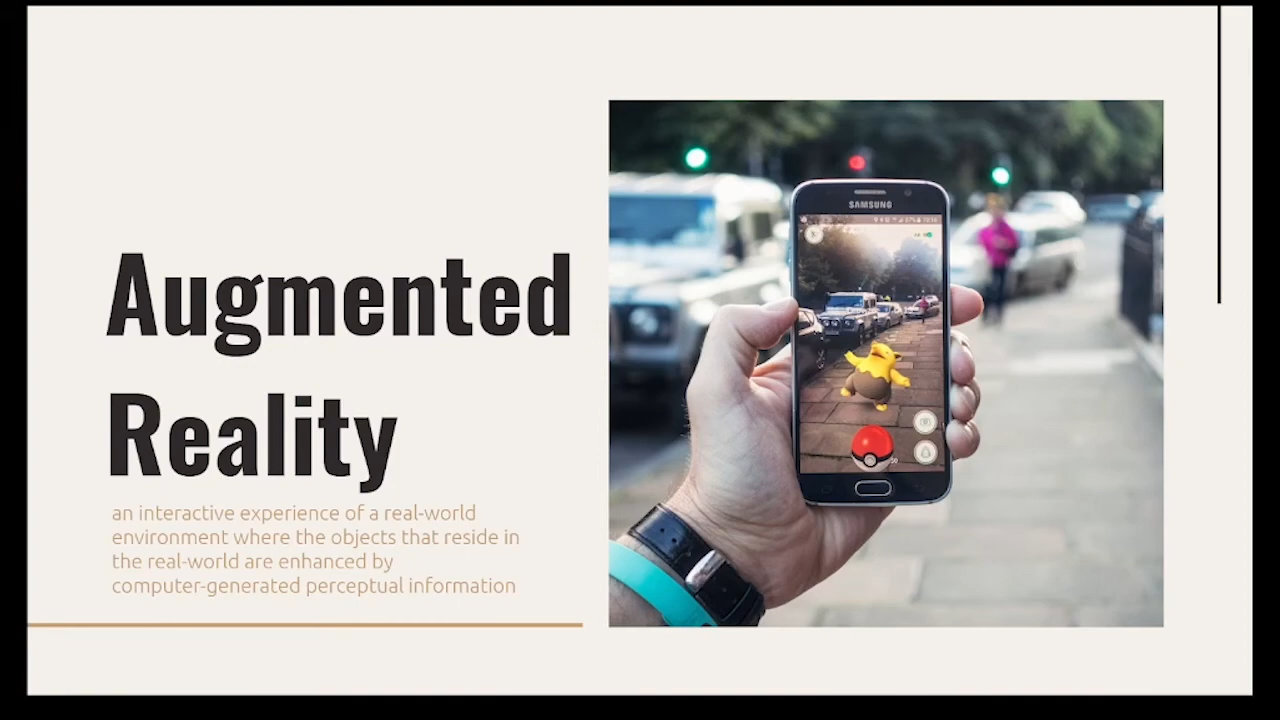 Augmented
Reality
an interactive experience of a real-world
environment where the objects that reside in
the real-world are enhanced by
computer-generated perceptual information
SAMSUNG